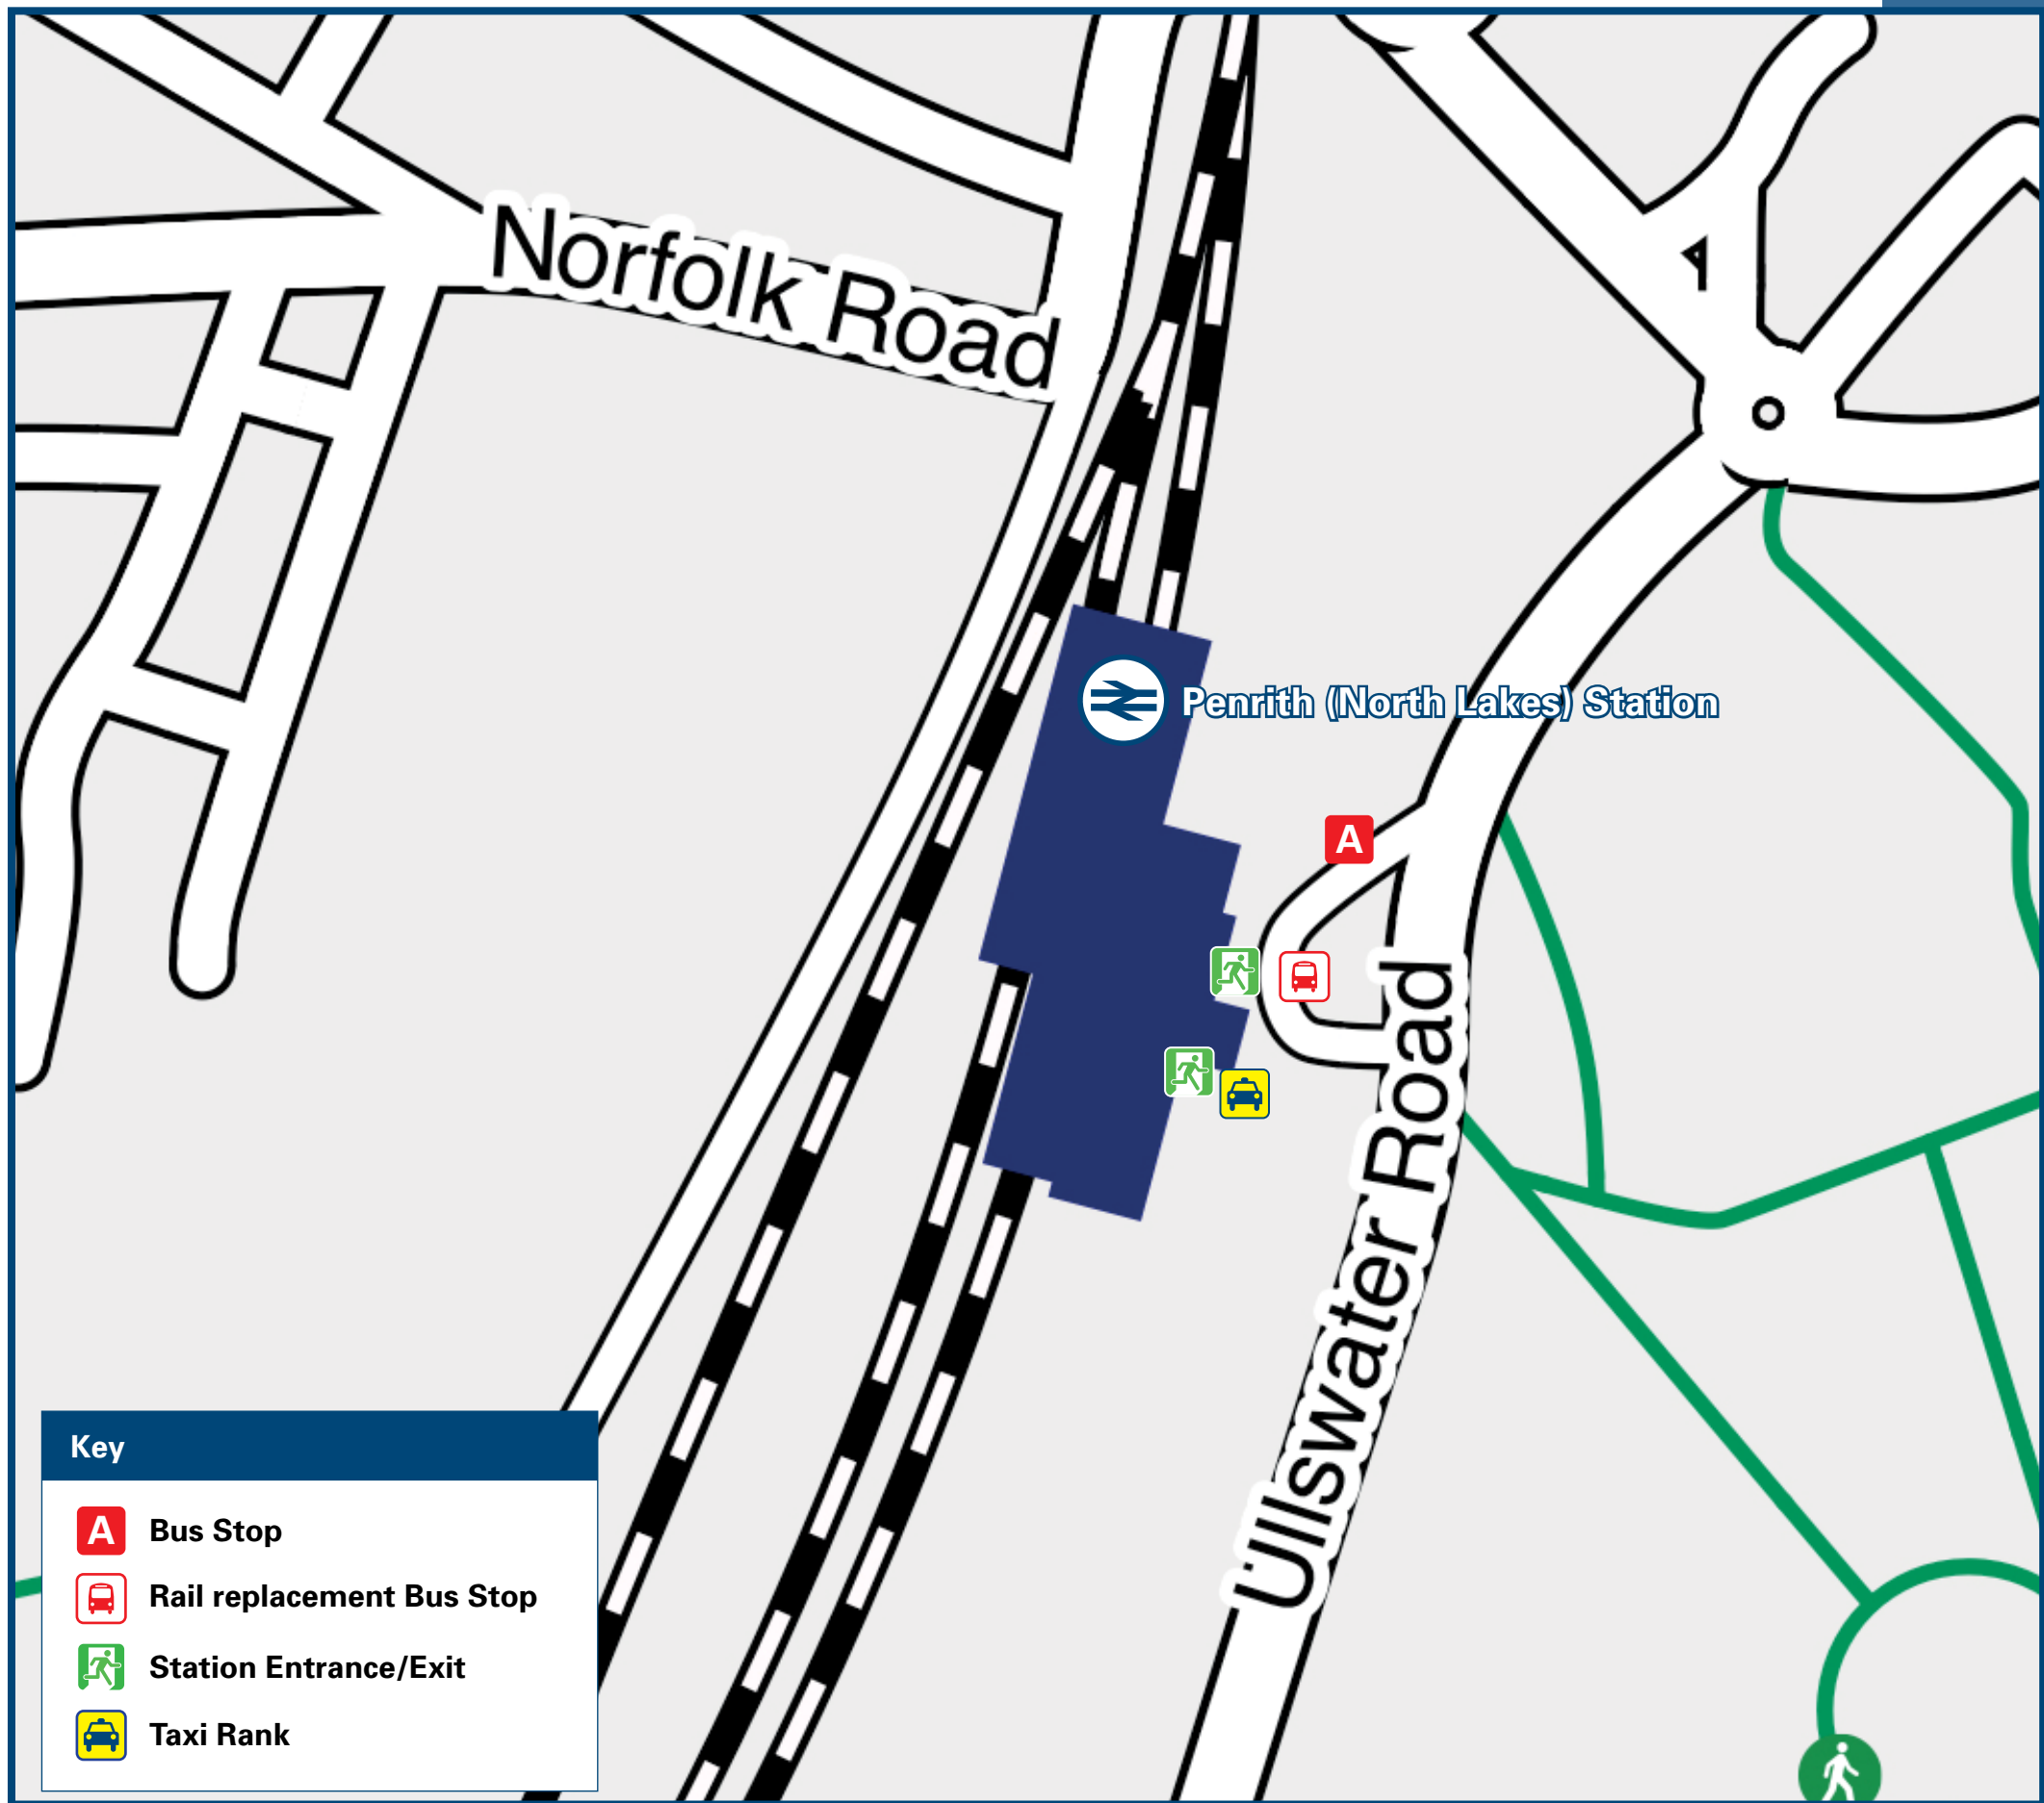 Norfolk Road
Penrith (North Lakes) Station
A
Ullswater Road
Key
A Bus Stop
Rail replacement Bus Stop
Station Entrance/Exit
Taxi Rank